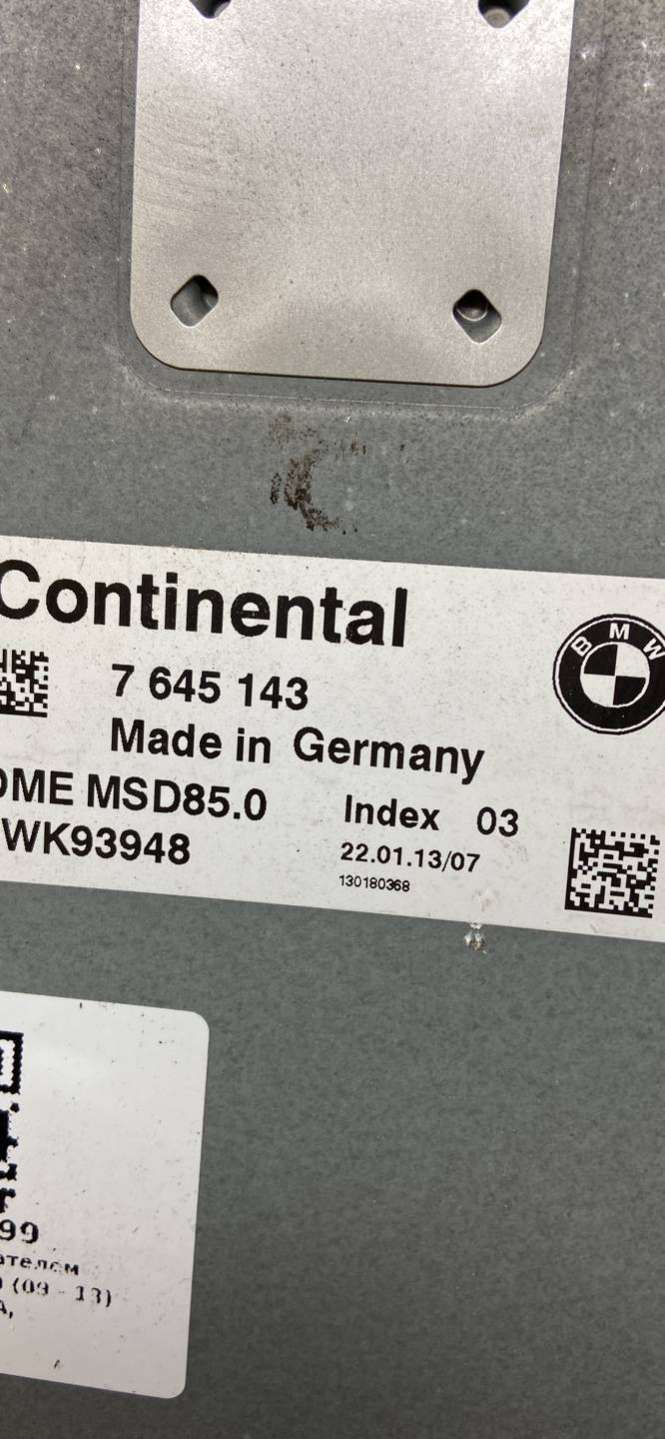 Continental
BMW
7 645 143
Made in Germany
DME MSD85.0
Index 03
WK93948
22.01.13/07
130180368
99
ателем
(09 - 13)
А,